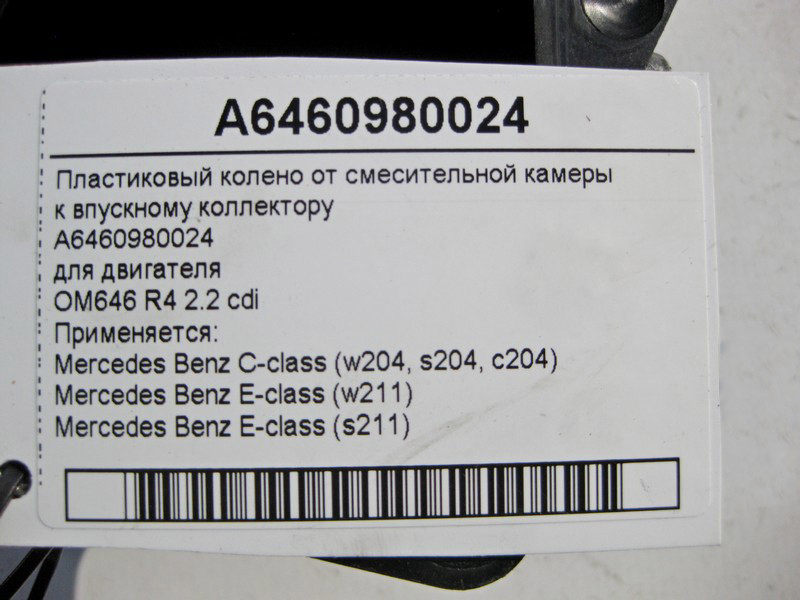 A6460980024
Пластиковый колено от смесительной камеры
к впускному коллектору
A6460980024
для двигателя
OM646 R4 2.2 cdi
Применяется:
Mercedes Benz C-class (w204, s204, c204)
Mercedes Benz E-class (w211)
Mercedes Benz E-class (s211)